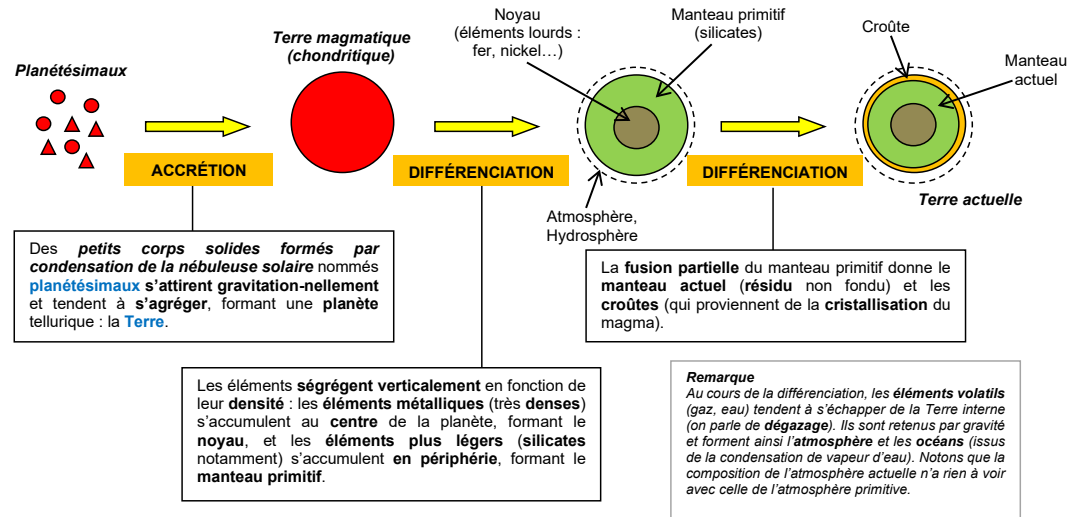 Planétésimaux
Terre magmatique
(chondritique)
Noyau
(éléments lourds :
fer, nickel…)
Manteau primitif
(silicates)
Croûte
Manteau
actuel
ACCRÉTION
DIFFÉRENCIATION
DIFFÉRENCIATION
Atmosphère,
Hydrosphère
Terre actuelle
Des petits corps solides formés par
condensation de la nébuleuse solaire nommés
planétésimaux s’attirent gravitation-nellement
et tendent à s’agréger, formant une planète
tellurique : la Terre.
La fusion partielle du manteau primitif donne le
manteau actuel (résidu non fondu) et les
croûtes (qui proviennent de la cristallisation du
magma).
Les éléments ségrégent verticalement en fonction de
leur densité : les éléments métalliques (très denses)
s’accumulent au centre de la planète, formant le
noyau, et les éléments plus légers (silicates
notamment) s’accumulent en périphérie, formant le
manteau primitif.
Remarque
Au cours de la différenciation, les éléments volatils
(gaz, eau) tendent à s’échapper de la Terre interne
(on parle de dégazage). Ils sont retenus par gravité
et forment ainsi l’atmosphère et les océans (issus
de la condensation de vapeur d’eau). Notons que la
composition de l’atmosphère actuelle n’a rien à voir
avec celle de l’atmosphère primitive.